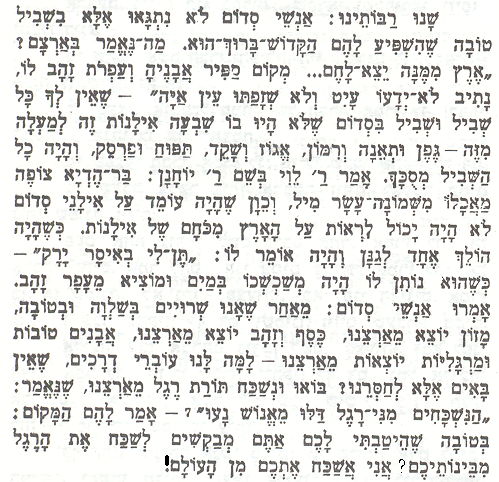 שָׁנוּ רַבּוֹתֵינוּ: אַנְשֵׁי סְדוֹם לֹא נִתְגָּאוּ אֶלָּא בִּשְׁבִיל
טוֹבָה שֶׁהִשְׁפִּיעַ לָהֶם הַקָּדוֹשׁ־בָּרוּךְ־הוּא. מַה־נֶּאֱמַר בְּאַרְצָם?
„אֶרֶץ מִמֶּנָּה יֵצֵא־לָחֶם... מְקוֹם סַפִּיר אֲבָנֶיהָ וְעַפְרֹת זָהָב לוֹ,
נָתִיב לֹא־יְדָעוֹ עָיִט וְלֹא שְׁזָפַתּוּ עֵין אַיָּה” – שֶׁאֵין לְךָ כָּל
שְׁבִיל וּשְׁבִיל בִּסְדוֹם שֶׁלֹּא הָיוּ בוֹ שִׁבְעָה אִילָנוֹת זֶה לְמַעְלָה
מִזֶּה – גֶּפֶן וּתְאֵנָה וְרִמּוֹן, אֱגוֹז וְשָׁקֵד, תַּפּוּחַ וּפַרְסֵק, וְהָיָה כָל
הַשְּׁבִיל מְסֻכָּךְ. אָמַר רַ' לֵוִי בְּשֵׁם רַ' יוֹחָנָן: בַּר־הֶדְיָא צוֹפֶה
מַאֲכָלוֹ מִשְּׁמוֹנָה־עָשָׂר מִיל, וְכֵוָן שֶׁהָיָה עוֹמֵד עַל אִילָנֵי סְדוֹם
לֹא הָיָה יָכוֹל לִרְאוֹת עַל הָאָרֶץ מִכֹּחָם שֶׁל אִילָנוֹת. כְּשֶׁהָיָה
הוֹלֵךְ אֶחָד לַגַּנָּן וְהָיָה אוֹמֵר לוֹ: „תֶּן־לִי בְאִיסָר יָרָק” –
כְּשֶׁהוּא נוֹתֵן לוֹ הָיָה מְשַׁכְשְׁכוֹ בְּמַיִם וּמוֹצִיא מֵעָפָר זָהָב.
אָמְרוּ אַנְשֵׁי סְדוֹם: מֵאַחַר שֶׁאָנוּ שְׁרוּיִים בְּשַׁלְוָה וּבְטוֹבָה,
מָזוֹן יוֹצֵא מֵאַרְצֵנוּ, כֶּסֶף וְזָהָב יוֹצֵא מֵאַרְצֵנוּ, אֲבָנִים טוֹבוֹת
וּמַרְגָּלִיּוֹת יוֹצְאוֹת מֵאַרְצֵנוּ – לָמָּה לָּנוּ עוֹבְרֵי דְרָכִים, שֶׁאֵין
בָּאִים אֶלָּא לְחַסְּרֵנוּ? בּוֹאוּ וּנְשַׁכַּח תּוֹרַת רֶגֶל מֵאַרְצֵנוּ, שֶׁנֶּאֱמַר:
„הַנִּשְׁכָּחִים מִנִּי־רָגֶל דַּלּוּ מֵאֱנוֹשׁ נָעוּ”7 – אָמַר לָהֶם הַמָּקוֹם:
בְּטוֹבָה שֶׁהֵיטַבְתִּי לָכֶם אַתֶּם מְבַקְשִׁים לְשַׁכַּח אֶת הָרֶגֶל
מִבֵּינוֹתֵיכֶם? אֲנִי אֲשַׁכַּח אֶתְכֶם מִן הָעוֹלָם!